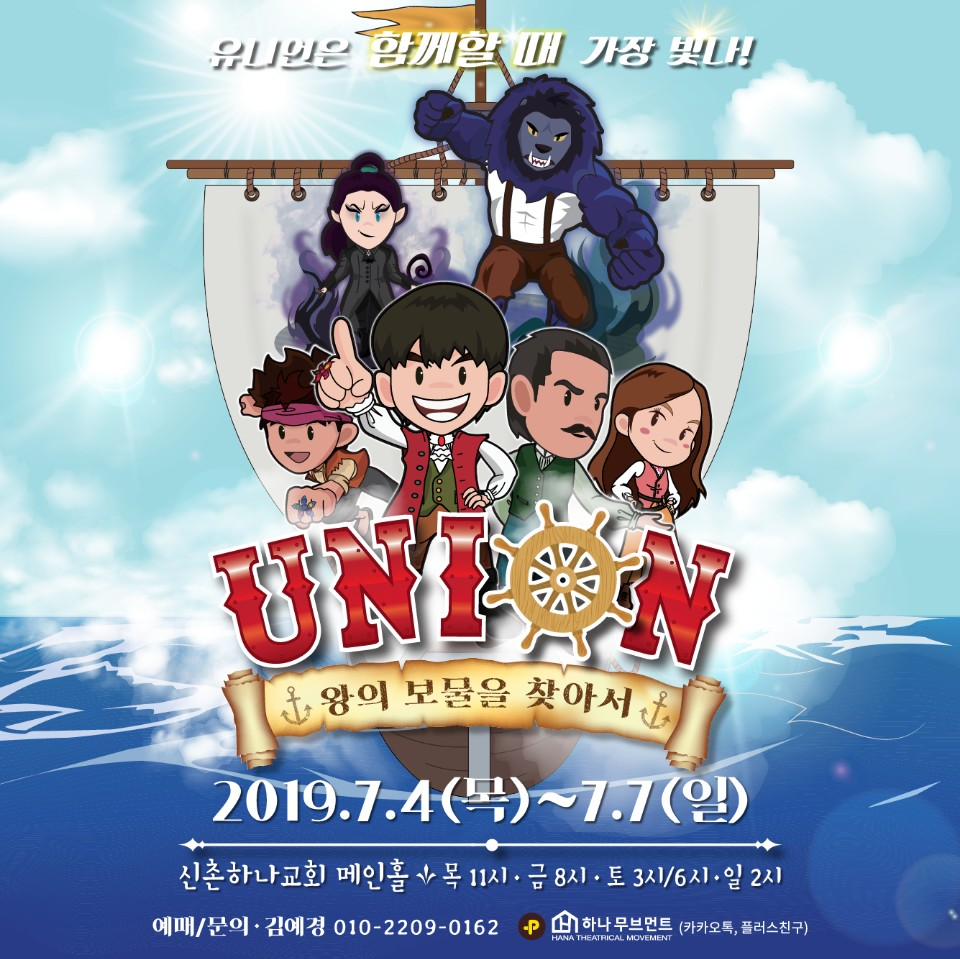 유니언은 함께할 때 가장 빛나!
UNION
왕의 보물을 찾아서
2019.7.4(목)~7.7(일)
신촌하나교회 메인홀 목 11시·금 8시·토 3시/6시·일 2시
예매/문의·김예경 010-2209-0162 P 하나무브먼트 (카카오톡, 플러스친구)
HANA THEATRICAL MOVEMENT